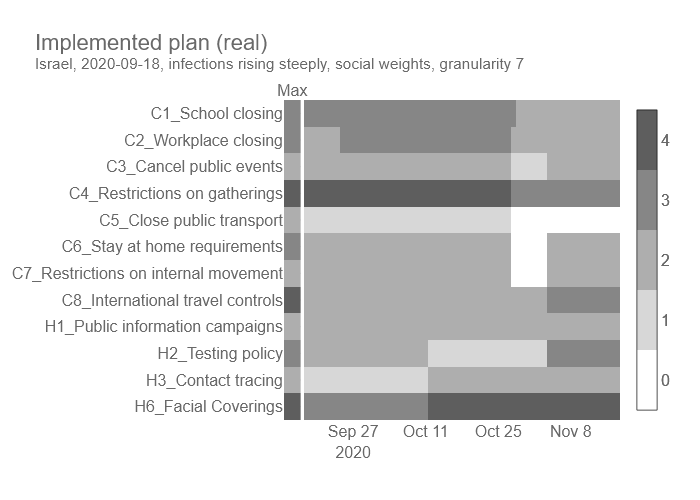 Implemented plan (real)
Israel, 2020-09-18, infections rising steeply, social weights, granularity 7
Max
C1_School closing
C2_Workplace closing
C3_Cancel public events
C4_Restrictions on gatherings
C5_Close public transport
C6_Stay at home requirements
C7_Restrictions on internal movement
C8_International travel controls
H1_Public information campaigns
H2_Testing policy
H3_Contact tracing
H6_Facial Coverings
4
3
2
1
0
Sep 27 Oct 11 Oct 25 Nov 8
2020